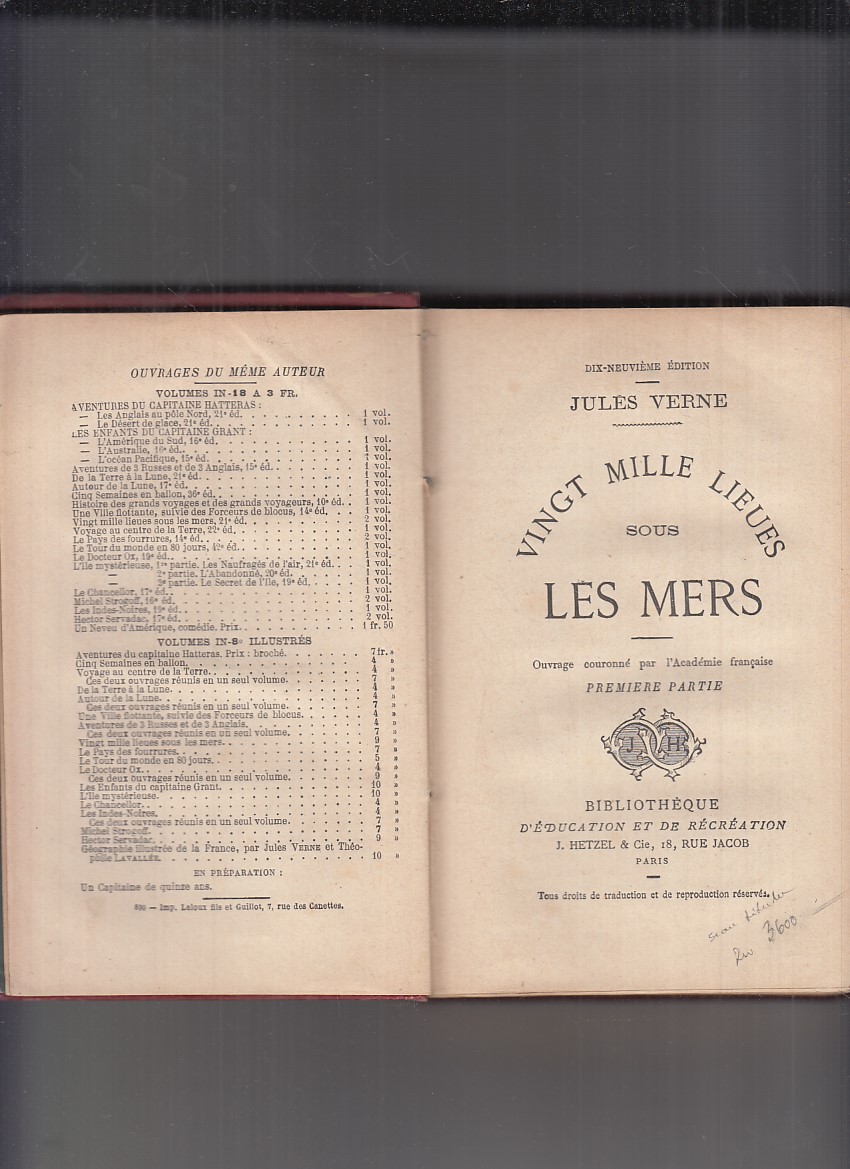 OUVRAGES DU MÊME AUTEUR
VOLUMES IN-18 A 3 FR.
AVENTURES DU CAPITAINE HATTERAS :
— Les Anglais au pôle Nord, 21e éd. . . . . . . . . . . 1 vol.
— Le Désert de glace, 21e éd. . . . . . . . . . . . . 1 vol.
LES ENFANTS DU CAPITAINE GRANT :
— L'Amérique du Sud, 16e éd. . . . . . . . . . . . . 1 vol.
— L'Australie, 16e éd. . . . . . . . . . . . . . . . 1 vol.
— L'océan Pacifique, 15e éd. . . . . . . . . . . . . 1 vol.
Aventures de 3 Russes et de 3 Anglais, 15e éd. . . . . . . 1 vol.
De la Terre à la Lune, 21e éd. . . . . . . . . . . . . 1 vol.
Autour de la Lune, 17e éd. . . . . . . . . . . . . . . 1 vol.
Cinq Semaines en ballon, 36e éd. . . . . . . . . . . . 1 vol.
Histoire des grands voyages et des grands voyageurs, 10e éd. . 1 vol.
Une Ville flottante, suivie des Forceurs de blocus, 14e éd. . . 1 vol.
Vingt mille lieues sous les mers, 21e éd. . . . . . . . . 2 vol.
Voyage au centre de la Terre, 22e éd. . . . . . . . . . 1 vol.
Le Pays des fourrures, 14e éd. . . . . . . . . . . . . 2 vol.
Le Tour du monde en 80 jours, 42e éd. . . . . . . . . . 1 vol.
Le Docteur Ox, 19e éd. . . . . . . . . . . . . . . . . 1 vol.
L'Ile mystérieuse, 1re partie. Les Naufragés de l'air, 21e éd. . 1 vol.
— 2e partie. L'Abandonné, 20e éd. . . . . . 1 vol.
— 3e partie. Le Secret de l'Ile, 19e éd. . . . 1 vol.
Le Chancellor, 17e éd. . . . . . . . . . . . . . . . . 1 vol.
Michel Strogoff, 16e éd. . . . . . . . . . . . . . . . 2 vol.
Les Indes-Noires, 19e éd. . . . . . . . . . . . . . . 1 vol.
Hector Servadac, 17e éd. . . . . . . . . . . . . . . . 2 vol.
Un Neveu d'Amérique, comédie. Prix. . . . . . . . . . 1 fr. 50
VOLUMES IN-8o ILLUSTRÉS
Aventures du capitaine Hatteras. Prix : broché. . . . . . . 7 fr. »
Cinq Semaines en ballon. . . . . . . . . . . . . . . . 4 »
Voyage au centre de la Terre. . . . . . . . . . . . . . 4 »
Ces deux ouvrages réunis en un seul volume. . . . . . 7 »
De la Terre à la Lune. . . . . . . . . . . . . . . . . 4 »
Autour de la Lune. . . . . . . . . . . . . . . . . . . 4 »
Ces deux ouvrages réunis en un seul volume. . . . . . 7 »
Une Ville flottante, suivie des Forceurs de blocus. . . . . 4 »
Aventures de 3 Russes et de 3 Anglais. . . . . . . . . . 4 »
Ces deux ouvrages réunis en un seul volume. . . . . . 7 »
Vingt mille lieues sous les mers. . . . . . . . . . . . . 9 »
Le Pays des fourrures. . . . . . . . . . . . . . . . . 7 »
Le Tour du monde en 80 jours. . . . . . . . . . . . . . 5 »
Le Docteur Ox. . . . . . . . . . . . . . . . . . . . . 4 »
Ces deux ouvrages réunis en un seul volume. . . . . . 9 »
Les Enfants du capitaine Grant. . . . . . . . . . . . . 10 »
L'Ile mystérieuse. . . . . . . . . . . . . . . . . . . 10 »
Le Chancellor. . . . . . . . . . . . . . . . . . . . . 4 »
Les Indes-Noires. . . . . . . . . . . . . . . . . . . . 4 »
Ces deux ouvrages réunis en un seul volume. . . . . . 7 »
Michel Strogoff. . . . . . . . . . . . . . . . . . . . 7 »
Hector Servadac. . . . . . . . . . . . . . . . . . . . 9 »
Géographie illustrée de la France, par Jules VERNE et Théo-
phile LAVALLÉE. . . . . . . . . . . . . . . . . . . . 10 »
EN PRÉPARATION :
Un Capitaine de quinze ans.
Imp. Laloux fils et Guillot, 7, rue des Canettes.
DIX-NEUVIÈME ÉDITION
JULES VERNE
VINGT MILLE LIEUES
SOUS
LES MERS
Ouvrage couronné par l'Académie française
PREMIERE PARTIE
J H
BIBLIOTHÈQUE
D'ÉDUCATION ET DE RÉCRÉATION
J. HETZEL & Cie, 18, RUE JACOB
PARIS
Tous droits de traduction et de reproduction réservés.
3600